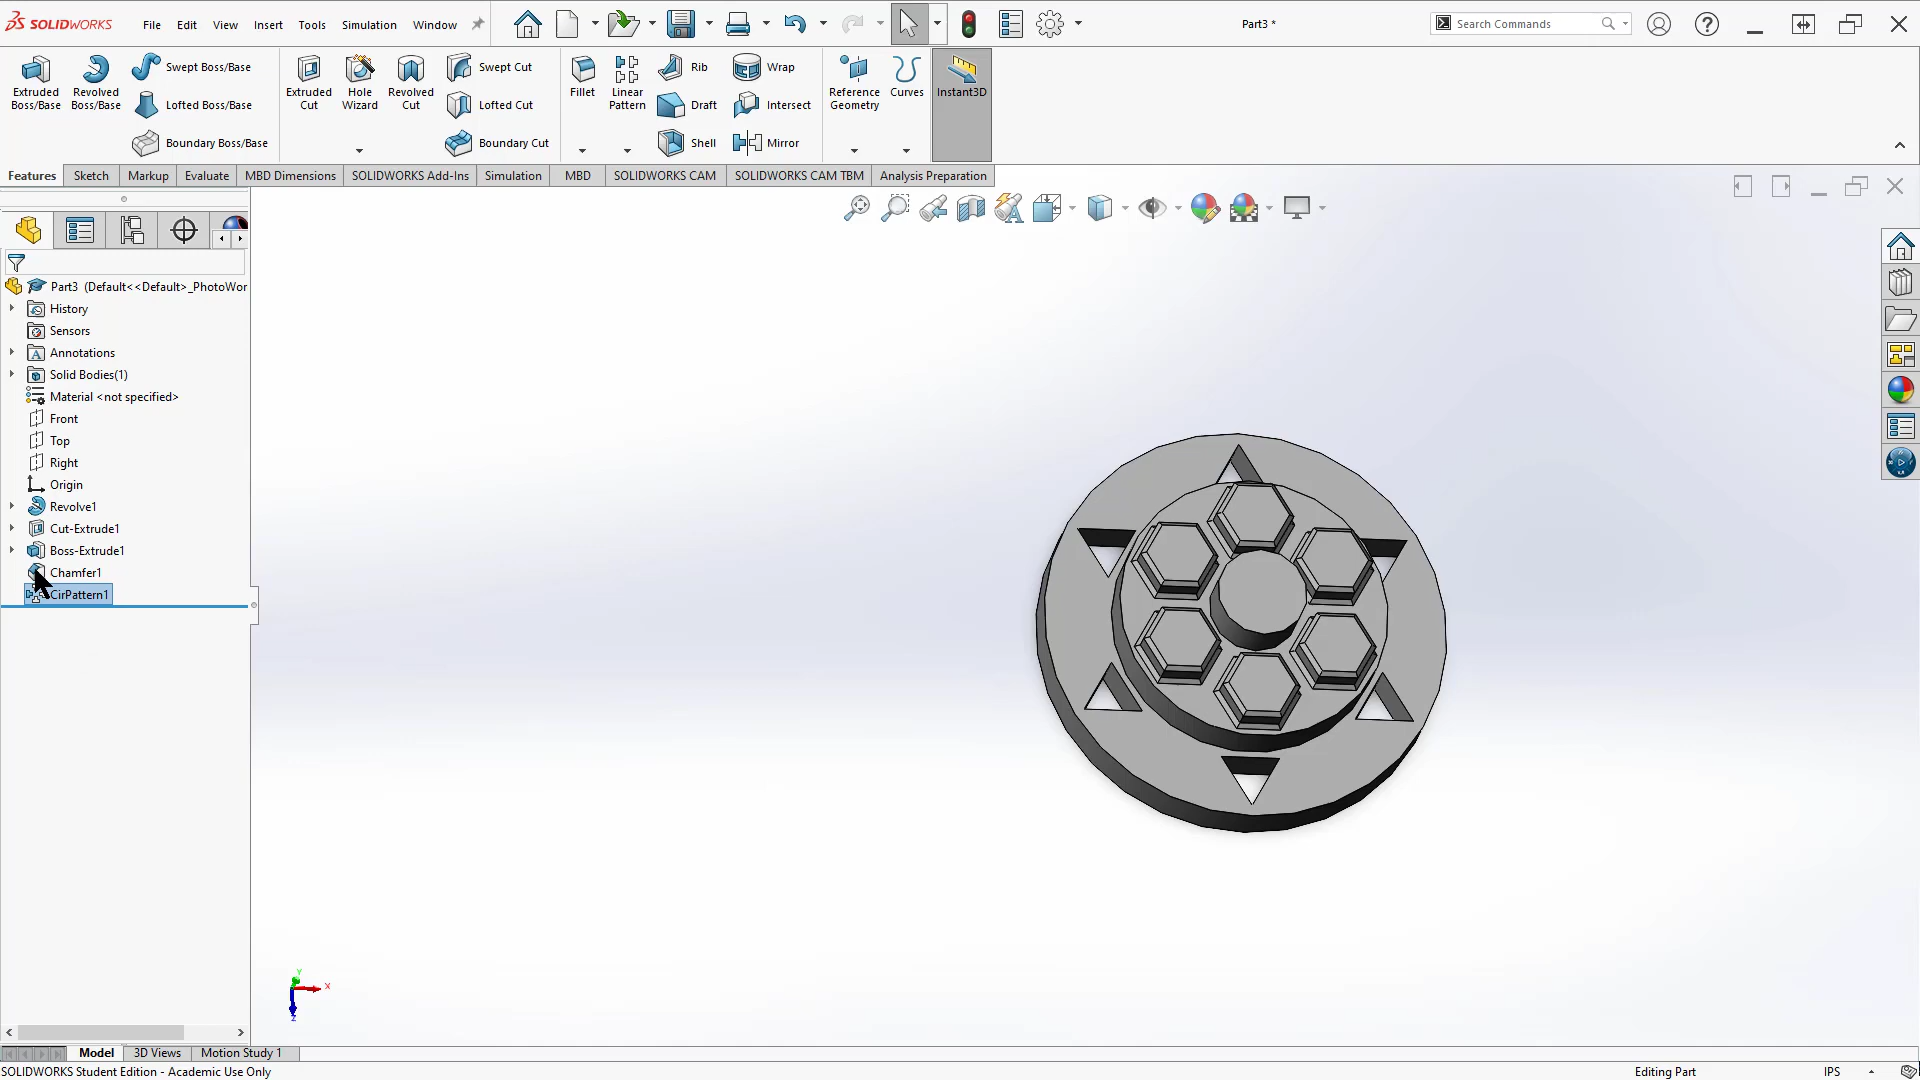 SOLIDWORKS File Edit View Insert Tools Simulation Window Part3 * Search Commands
Extruded Boss/Base
Revolved Boss/Base
Swept Boss/Base
Lofted Boss/Base
Boundary Boss/Base
Extruded Cut
Hole Wizard
Revolved Cut
Swept Cut
Lofted Cut
Boundary Cut
Fillet
Linear Pattern
Rib
Draft
Shell
Wrap
Intersect
Mirror
Reference Geometry
Curves
Instant3D
Features Sketch Markup Evaluate MBD Dimensions SOLIDWORKS Add-Ins Simulation MBD SOLIDWORKS CAM SOLIDWORKS CAM TBM Analysis Preparation
Part3 (Default<<Default>_PhotoWor
History
Sensors
Annotations
Solid Bodies(1)
Material <not specified>
Front
Top
Right
Origin
Revolve1
Cut-Extrude1
Boss-Extrude1
Chamfer1
CirPattern1
Y
X
Z
Model 3D Views Motion Study 1
SOLIDWORKS Student Edition - Academic Use Only Editing Part IPS